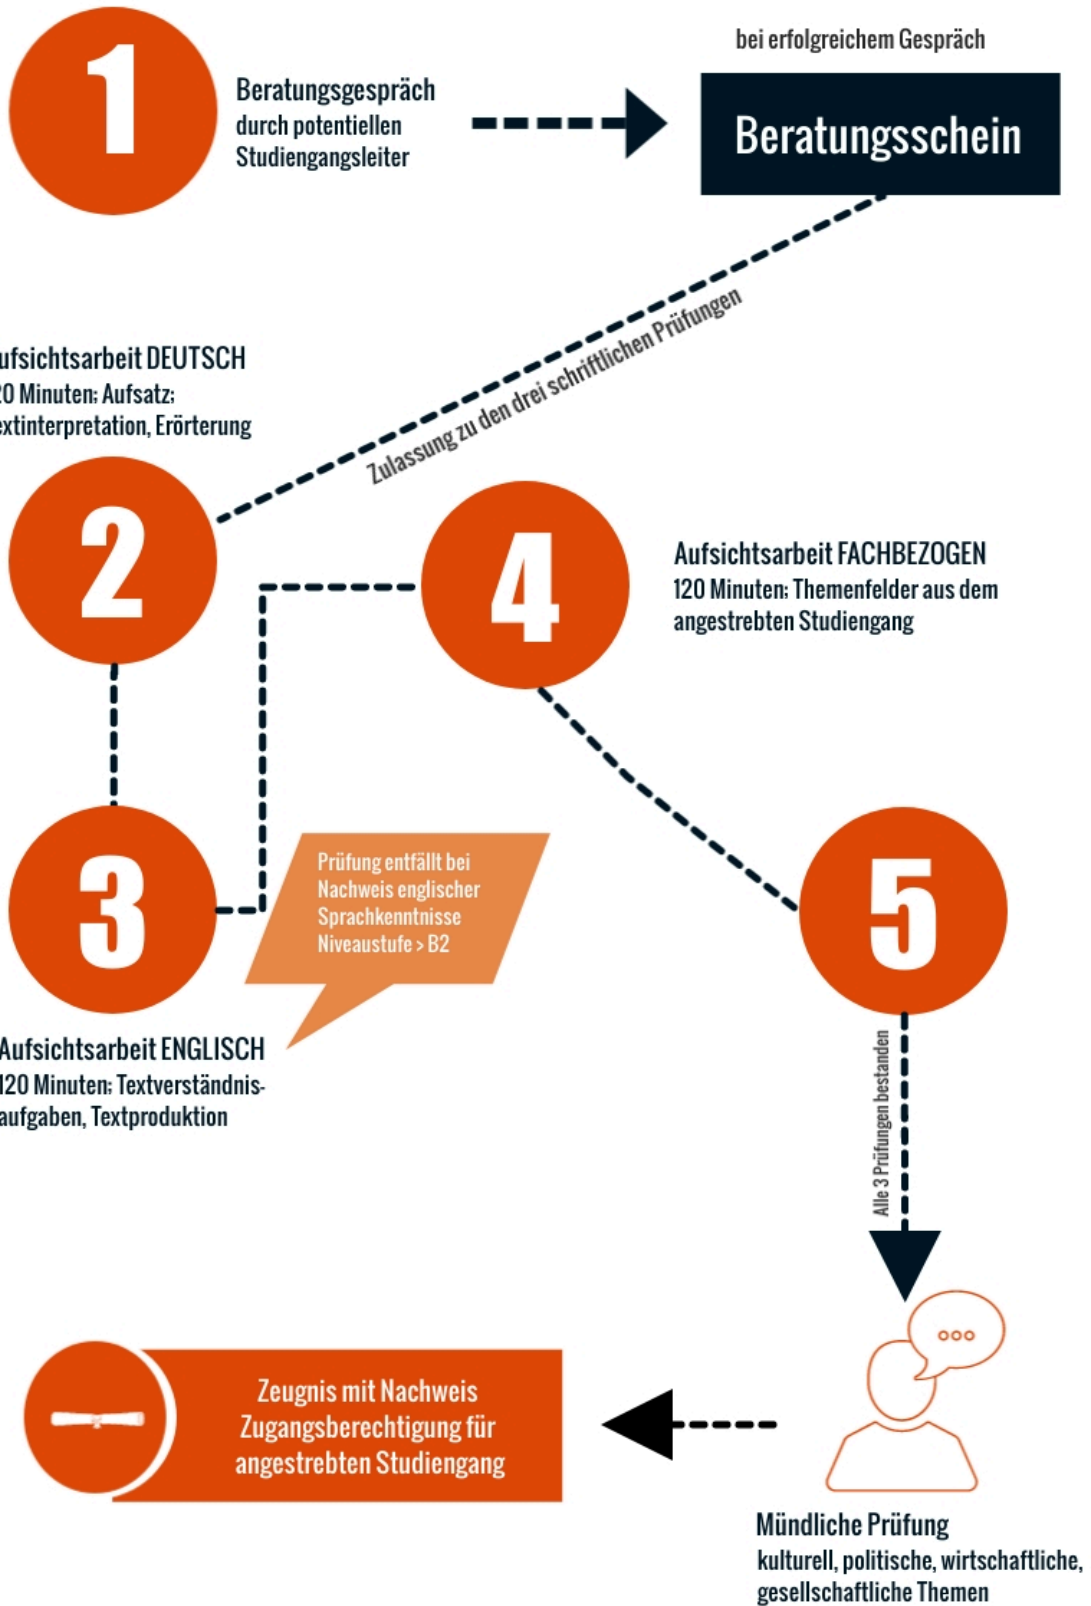 1
Beratungsgespräch
durch potentiellen
Studiengangsleiter
bei erfolgreichem Gespräch
Beratungsschein
Zulassung zu den drei schriftlichen Prüfungen
ufsichtsarbeit DEUTSCH
20 Minuten; Aufsatz;
extinterpretation, Erörterung
2
4
Aufsichtsarbeit FACHBEZOGEN
120 Minuten; Themenfelder aus dem
angestrebten Studiengang
3
Prüfung entfällt bei
Nachweis englischer
Sprachkenntnisse
Niveaustufe > B2
Aufsichtsarbeit ENGLISCH
120 Minuten; Textverständnis-
aufgaben, Textproduktion
5
Alle 3 Prüfungen bestanden
Zeugnis mit Nachweis
Zugangsberechtigung für
angestrebten Studiengang
Mündliche Prüfung
kulturell, politische, wirtschaftliche,
gesellschaftliche Themen